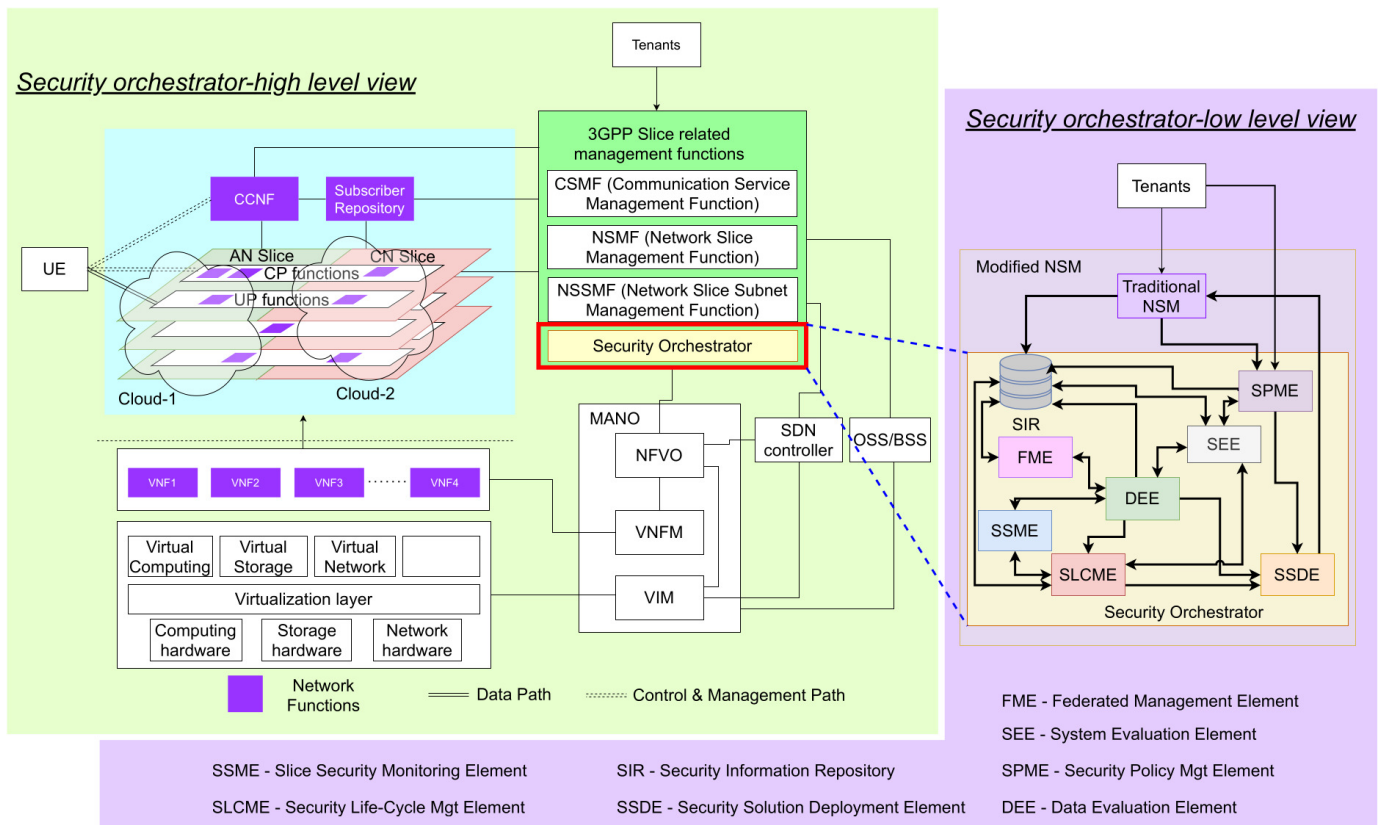 Security orchestrator-high level view
Tenants
3GPP Slice related
management functions
CSMF (Communication Service
Management Function)
NSMF (Network Slice
Management Function)
NSSMF (Network Slice Subnet
Management Function)
Security Orchestrator
CCNF
Subscriber
Repository
UE
AN Slice
CN Slice
CP functions
UP functions
Cloud-1
Cloud-2
MANO
NFVO
VNFM
VIM
SDN
controller
OSS/BSS
VNF1
VNF2
VNF3
VNF4
Virtual
Computing
Virtual
Storage
Virtual
Network
Virtualization layer
Computing
hardware
Storage
hardware
Network
hardware
Network
Functions
Data Path
Control & Management Path
Security orchestrator-low level view
Tenants
Modified NSM
Traditional
NSM
SIR
SPME
SEE
FME
DEE
SSME
SLCME
SSDE
Security Orchestrator
FME - Federated Management Element
SEE - System Evaluation Element
SSME - Slice Security Monitoring Element
SIR - Security Information Repository
SPME - Security Policy Mgt Element
SLCME - Security Life-Cycle Mgt Element
SSDE - Security Solution Deployment Element
DEE - Data Evaluation Element